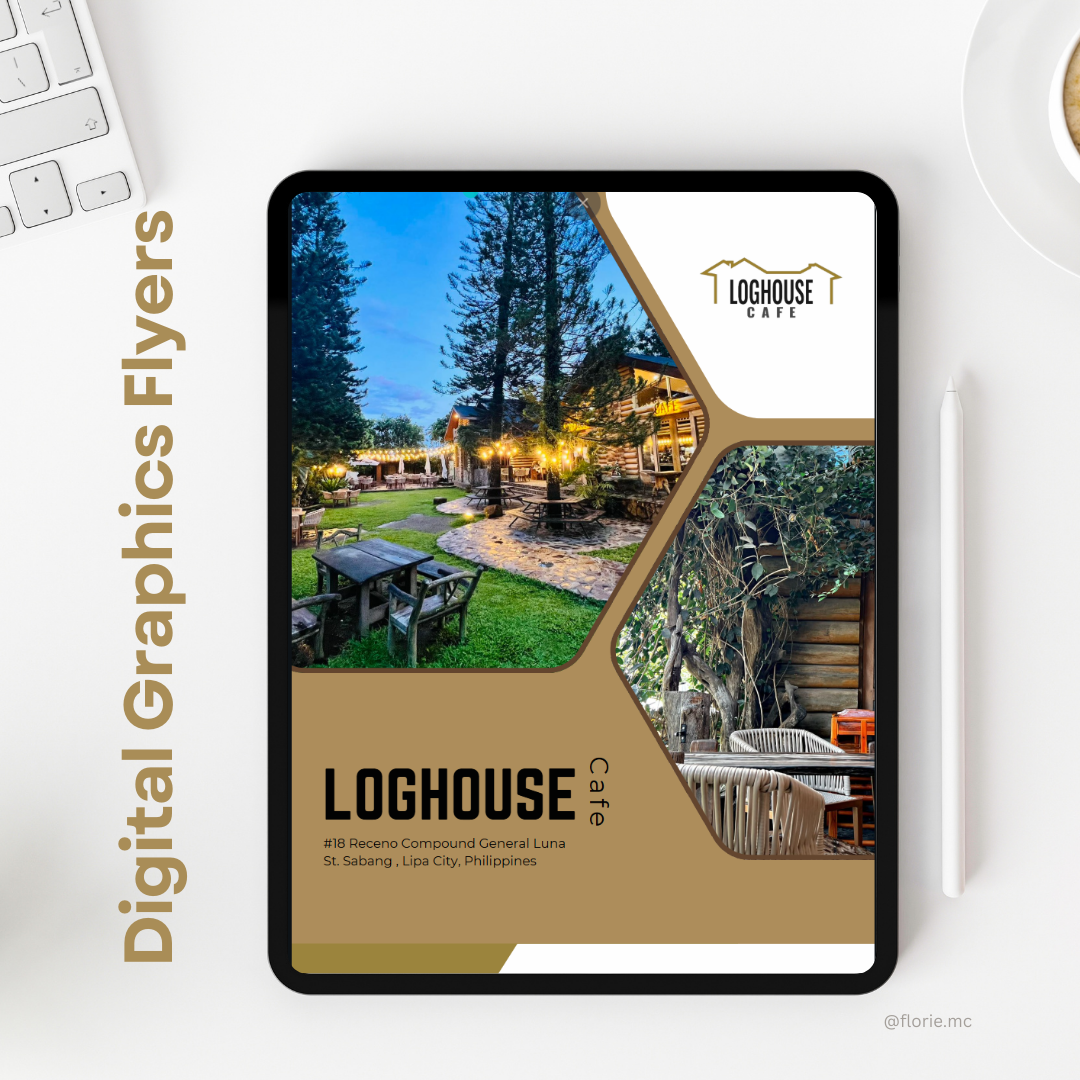 Digital Graphics Flyers
LOGHOUSE
CAFE
CAFE
LOGHOUSE
Cafe
#18 Receno Compound General Luna
St. Sabang , Lipa City, Philippines
@florie.mc